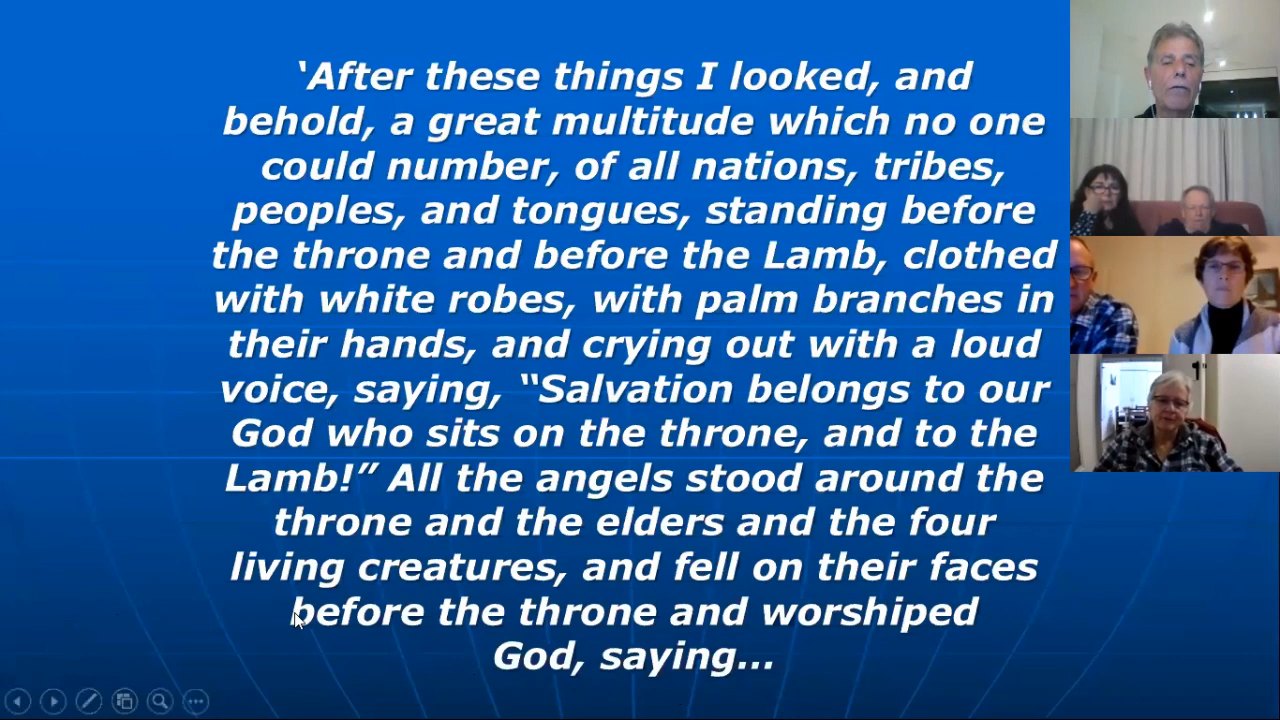 ‘After these things I looked, and
behold, a great multitude which no one
could number, of all nations, tribes,
peoples, and tongues, standing before
the throne and before the Lamb, clothed
with white robes, with palm branches in
their hands, and crying out with a loud
voice, saying, “Salvation belongs to our
God who sits on the throne, and to the
Lamb!” All the angels stood around the
throne and the elders and the four
living creatures, and fell on their faces
before the throne and worshiped
God, saying...